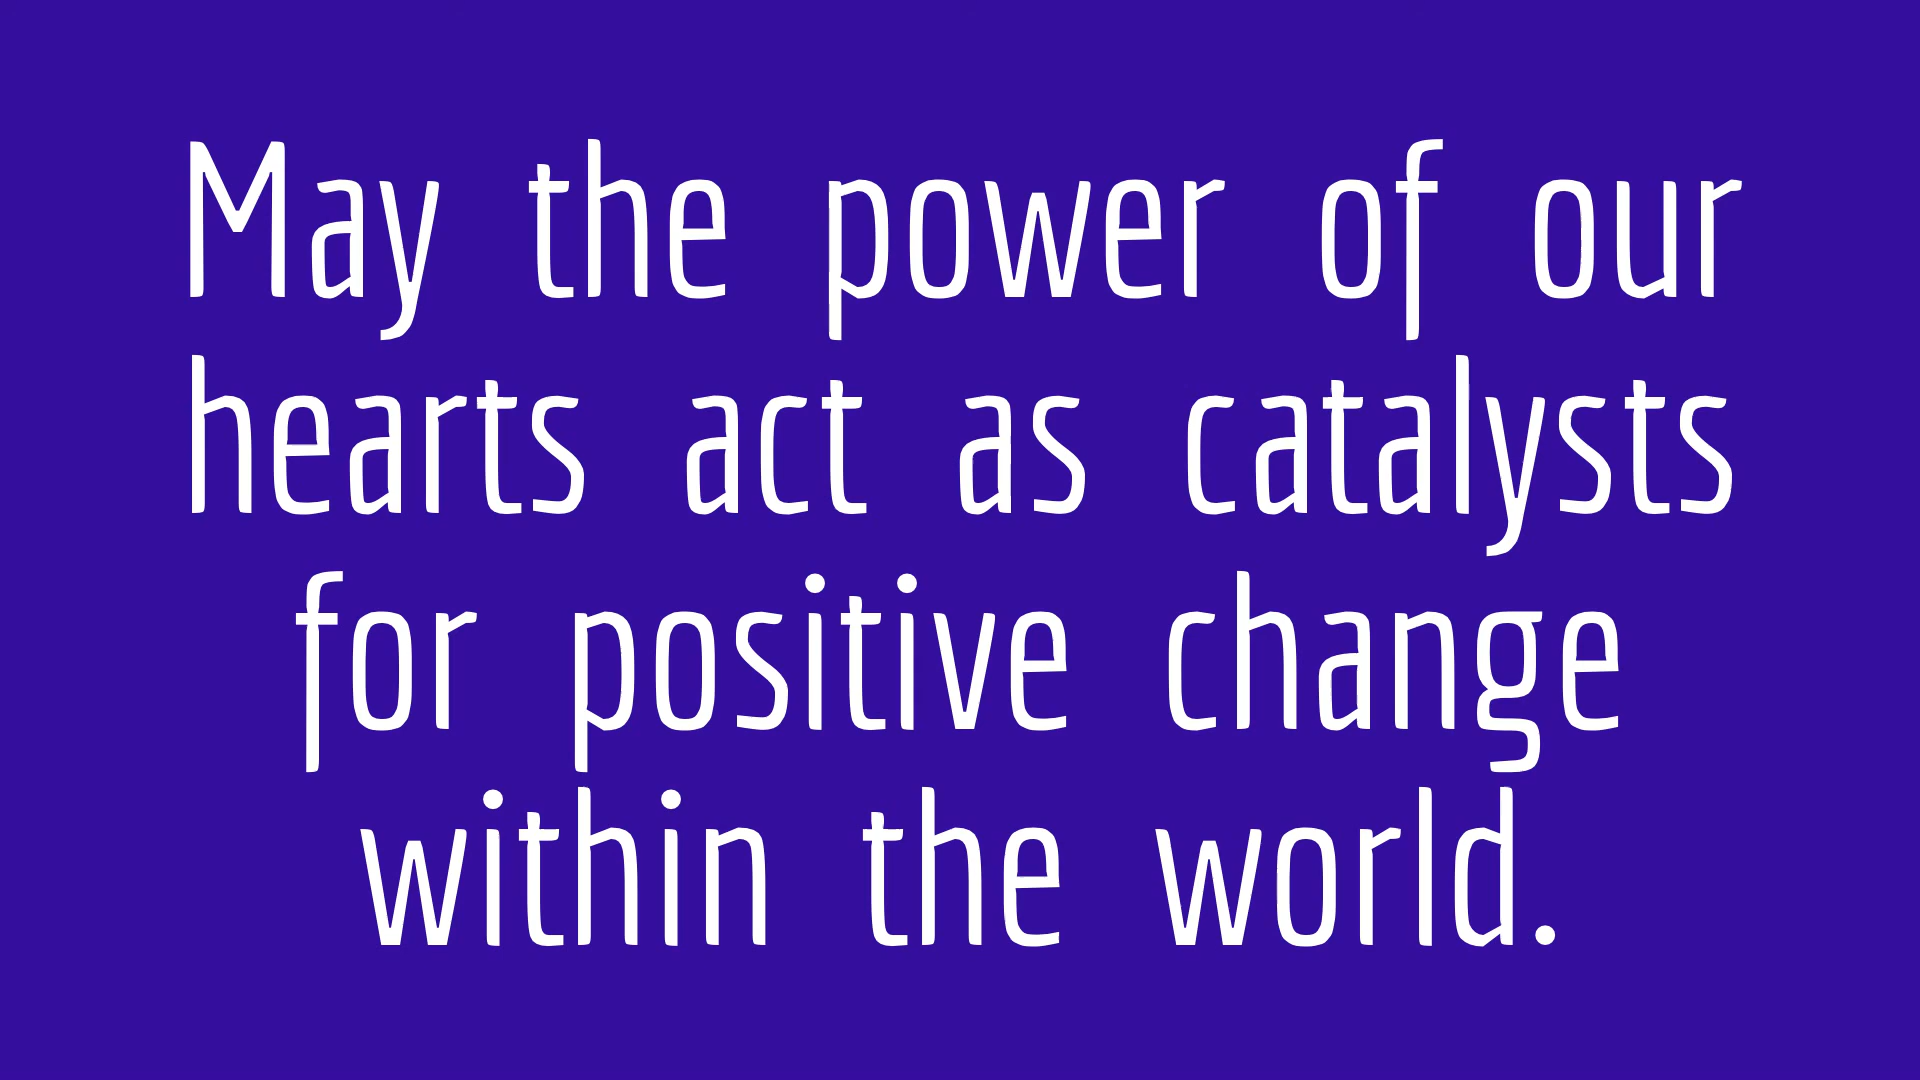 May the power of our
hearts act as catalysts
for positive change
within the world.